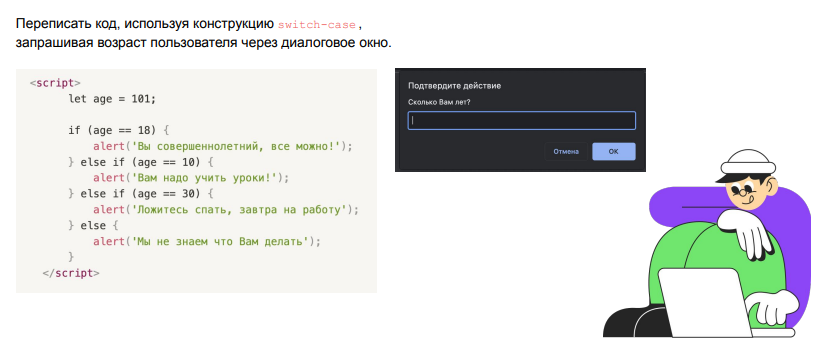 Переписать код, используя конструкцию switch-case,
запрашивая возраст пользователя через диалоговое окно.
<script>
let age = 101;
if (age == 18) {
alert('Вы совершеннолетний, все можно!');
} else if (age == 10) {
alert('Вам надо учить уроки!');
} else if (age == 30) {
alert('Ложитесь спать, завтра на работу');
} else {
alert('Мы не знаем что Вам делать');
}
</script>
Подтвердите действие
Сколько Вам лет?
Отмена
ОК